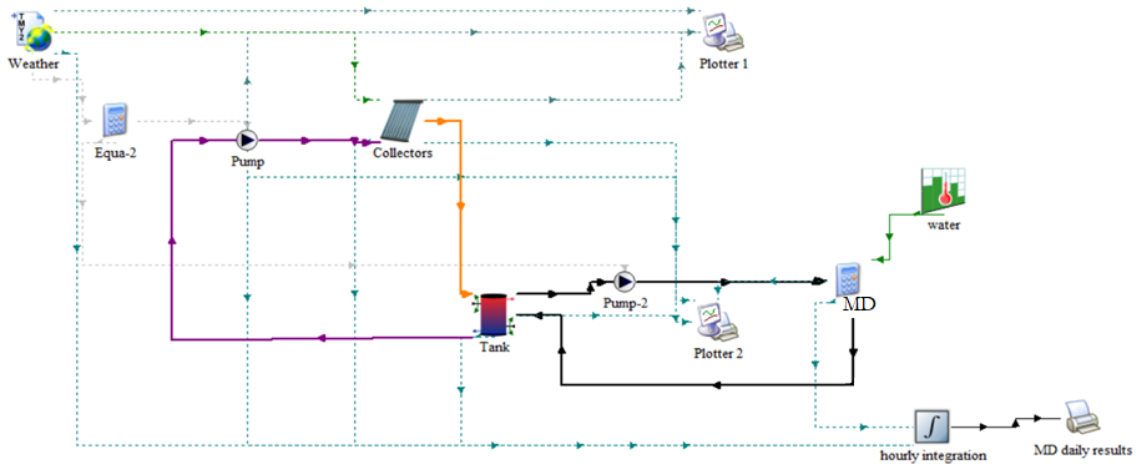 TMY2
Weather
Plotter 1
Equa-2
Pump
Collectors
water
Pump-2
MD
Tank
Plotter 2
hourly integration
MD daily results